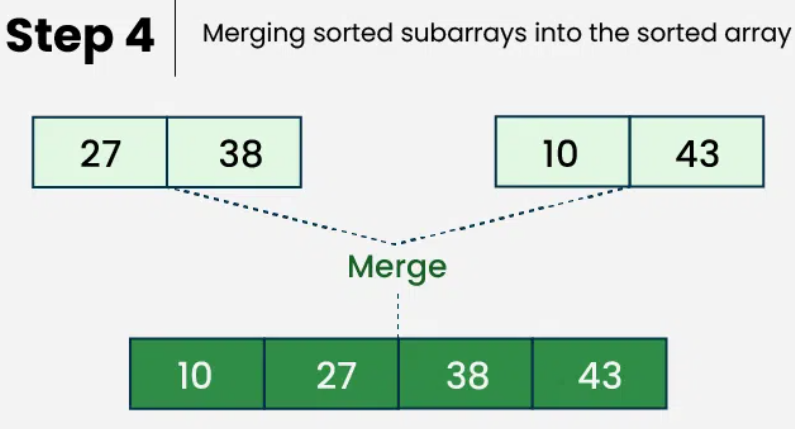 Step 4
Merging sorted subarrays into the sorted array
27 38
10 43
Merge
10 27 38 43